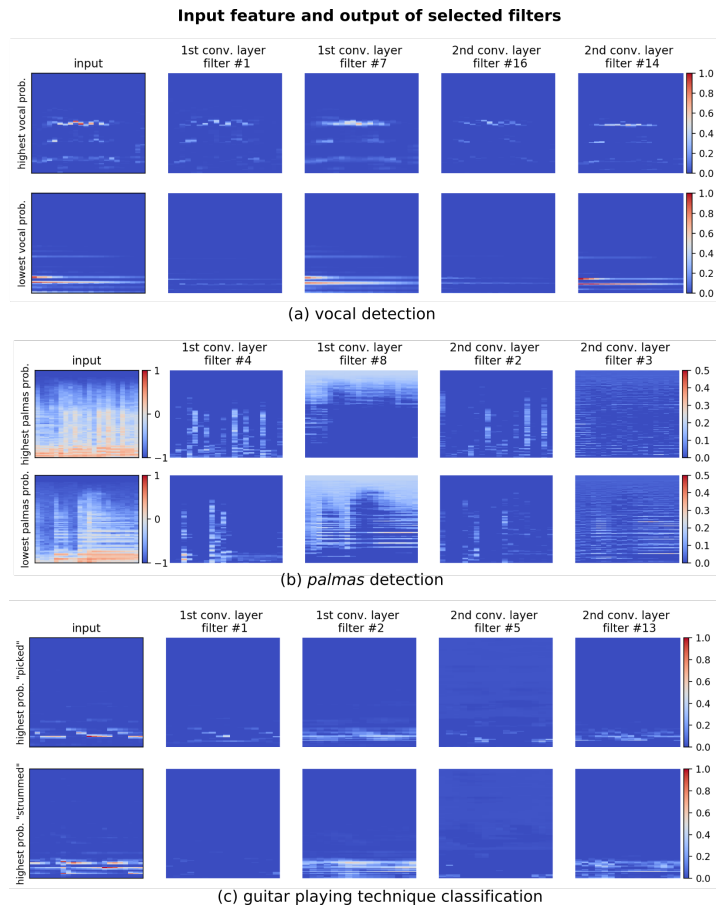 Input feature and output of selected filters
input
1st conv. layer
filter #1
1st conv. layer
filter #7
2nd conv. layer
filter #16
2nd conv. layer
filter #14
highest vocal prob.
1.0
0.8
0.6
0.4
0.2
0.0
lowest vocal prob.
1.0
0.8
0.6
0.4
0.2
0.0
(a) vocal detection
input
1st conv. layer
filter #4
1st conv. layer
filter #8
2nd conv. layer
filter #2
2nd conv. layer
filter #3
highest palmas prob.
1
0
−1
0.5
0.4
0.3
0.2
0.1
0.0
lowest palmas prob.
1
0
−1
0.5
0.4
0.3
0.2
0.1
0.0
(b) palmas detection
input
1st conv. layer
filter #1
1st conv. layer
filter #2
2nd conv. layer
filter #5
2nd conv. layer
filter #13
highest prob. "picked"
1.0
0.8
0.6
0.4
0.2
0.0
highest prob. "strummed"
1.0
0.8
0.6
0.4
0.2
0.0
(c) guitar playing technique classification